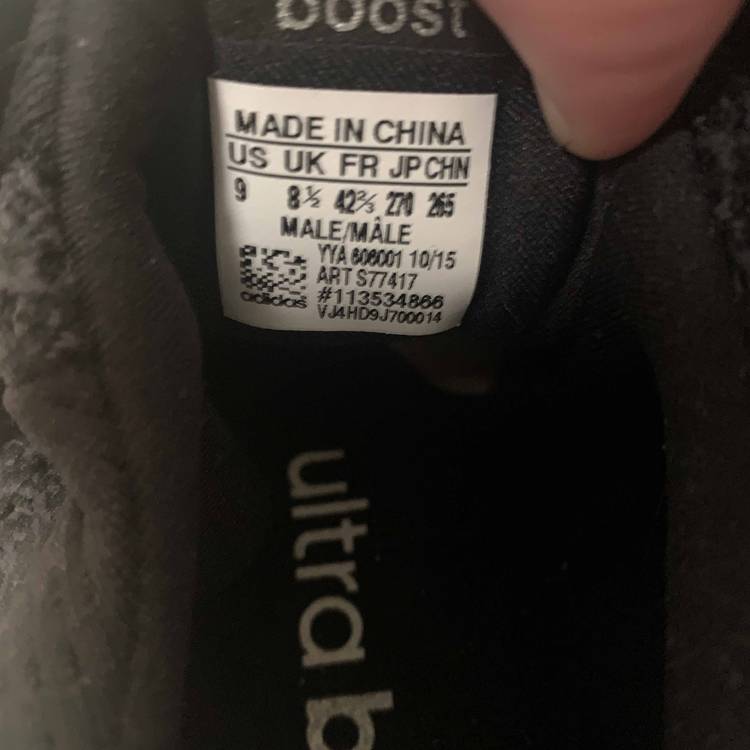 boost
MADE IN CHINA
US UK FR JP CHN
9 8½ 42⅔ 270 265
MALE/MÂLE
YYA 606001 10/15
ART S77417
adidas #113534866
VJ4HD9J700014
ultra b